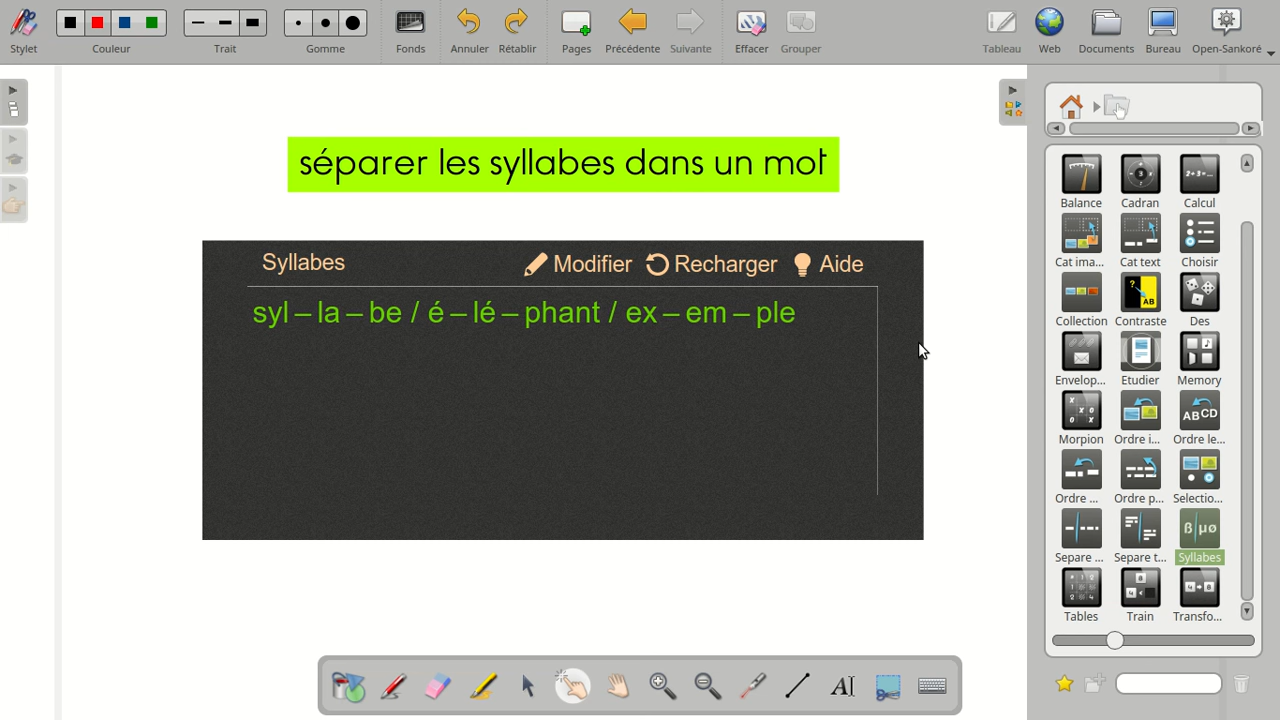 Stylet
Couleur
Trait
Gomme
Fonds
Annuler
Rétablir
Pages
Précédente
Suivante
Effacer
Grouper
Tableau
Web
Documents
Bureau
Open-Sankoré
séparer les syllabes dans un mot
Syllabes
Modifier
Recharger
Aide
syl – la – be / é – lé – phant / ex – em – ple
Balance
Cadran
Calcul
Cat ima...
Cat text
Choisir
Collection
Contraste
Des
Envelop...
Etudier
Memory
Morpion
Ordre i...
Ordre le...
Ordre ...
Ordre p...
Selectio...
Separe ...
Separe t...
Syllabes
Tables
Train
Transfo...